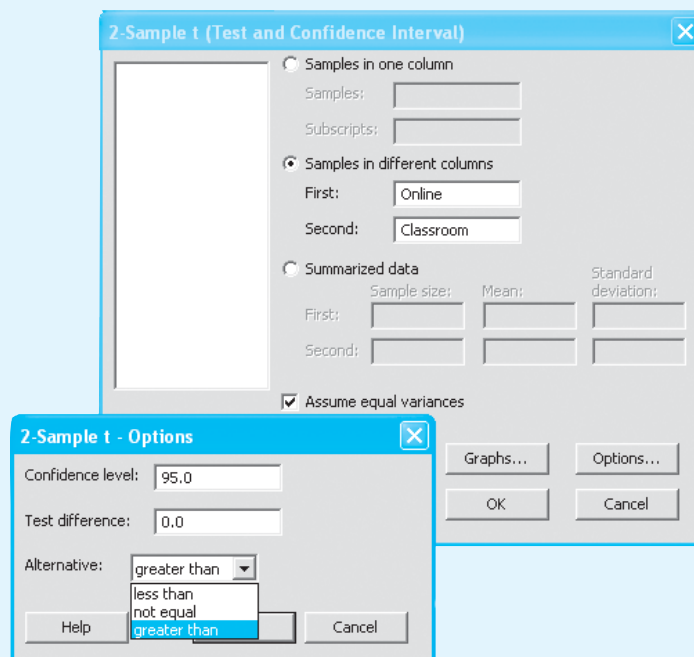 2-Sample t (Test and Confidence Interval)
Samples in one column
Samples:
Subscripts:
Samples in different columns
First: Online
Second: Classroom
Summarized data
Sample size: Mean: Standard deviation:
First:
Second:
Assume equal variances
Graphs... Options...
OK Cancel
2-Sample t - Options
Confidence level: 95.0
Test difference: 0.0
Alternative: greater than
less than
not equal
greater than
Help Cancel